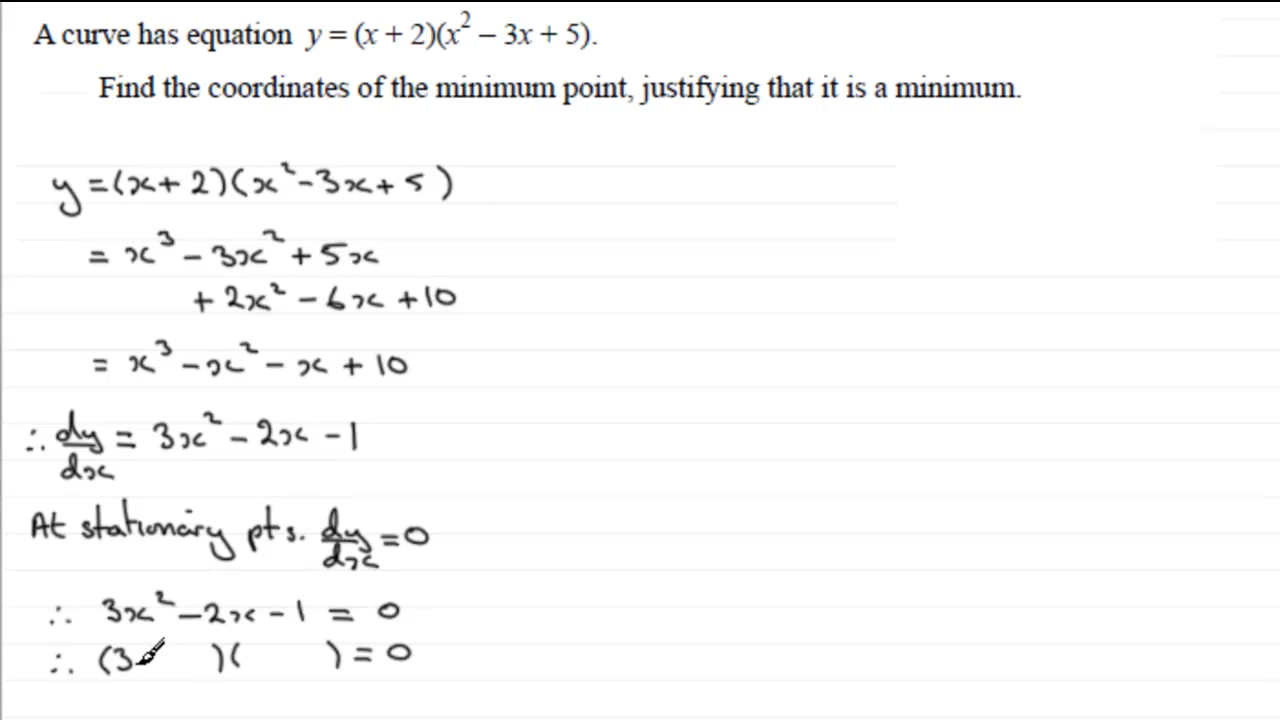 A curve has equation y = (x + 2)(x² – 3x + 5).
Find the coordinates of the minimum point, justifying that it is a minimum.
y = (x + 2)(x² - 3x + 5)
= x³ - 3x² + 5x
+ 2x² - 6x + 10
= x³ - x² - x + 10
∴ dy/dx = 3x² - 2x - 1
At stationary pts. dy/dx = 0
∴ 3x² - 2x - 1 = 0
∴ (3 )( ) = 0